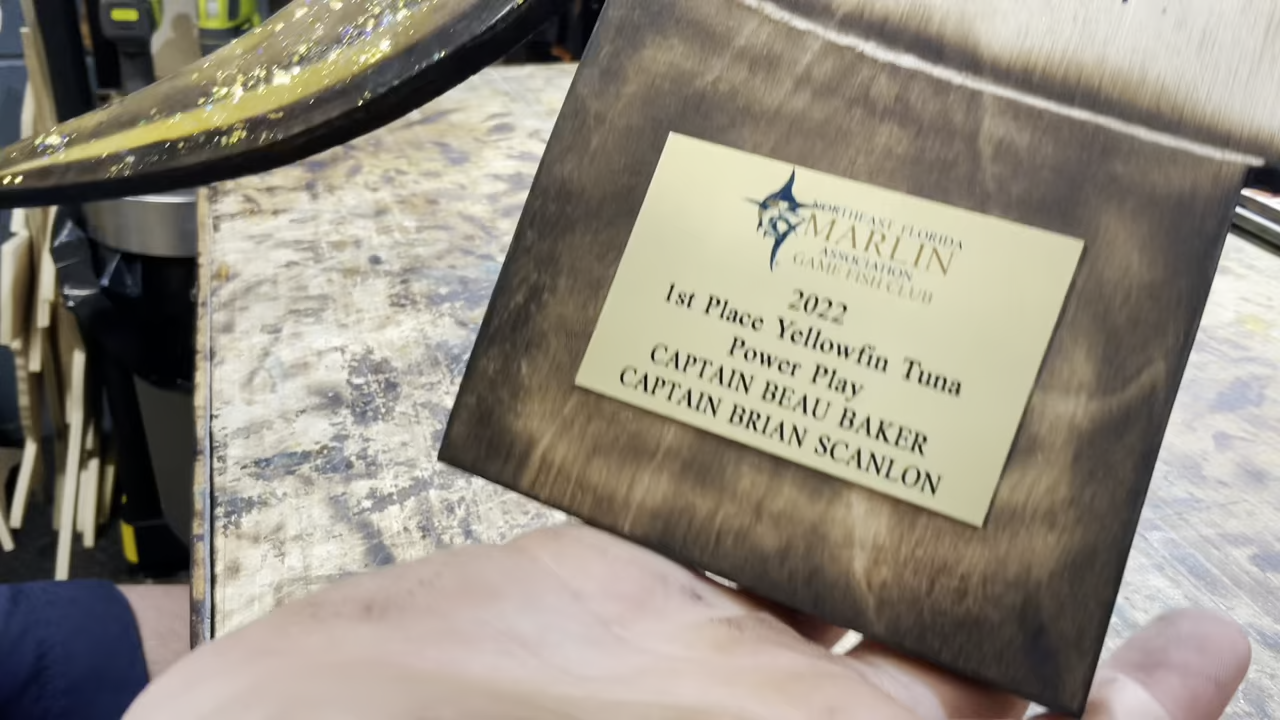 NORTHEAST FLORIDA
MARLIN
ASSOCIATION
GAME FISH CLUB
2022
1st Place Yellowfin Tuna
Power Play
CAPTAIN BEAU BAKER
CAPTAIN BRIAN SCANLON